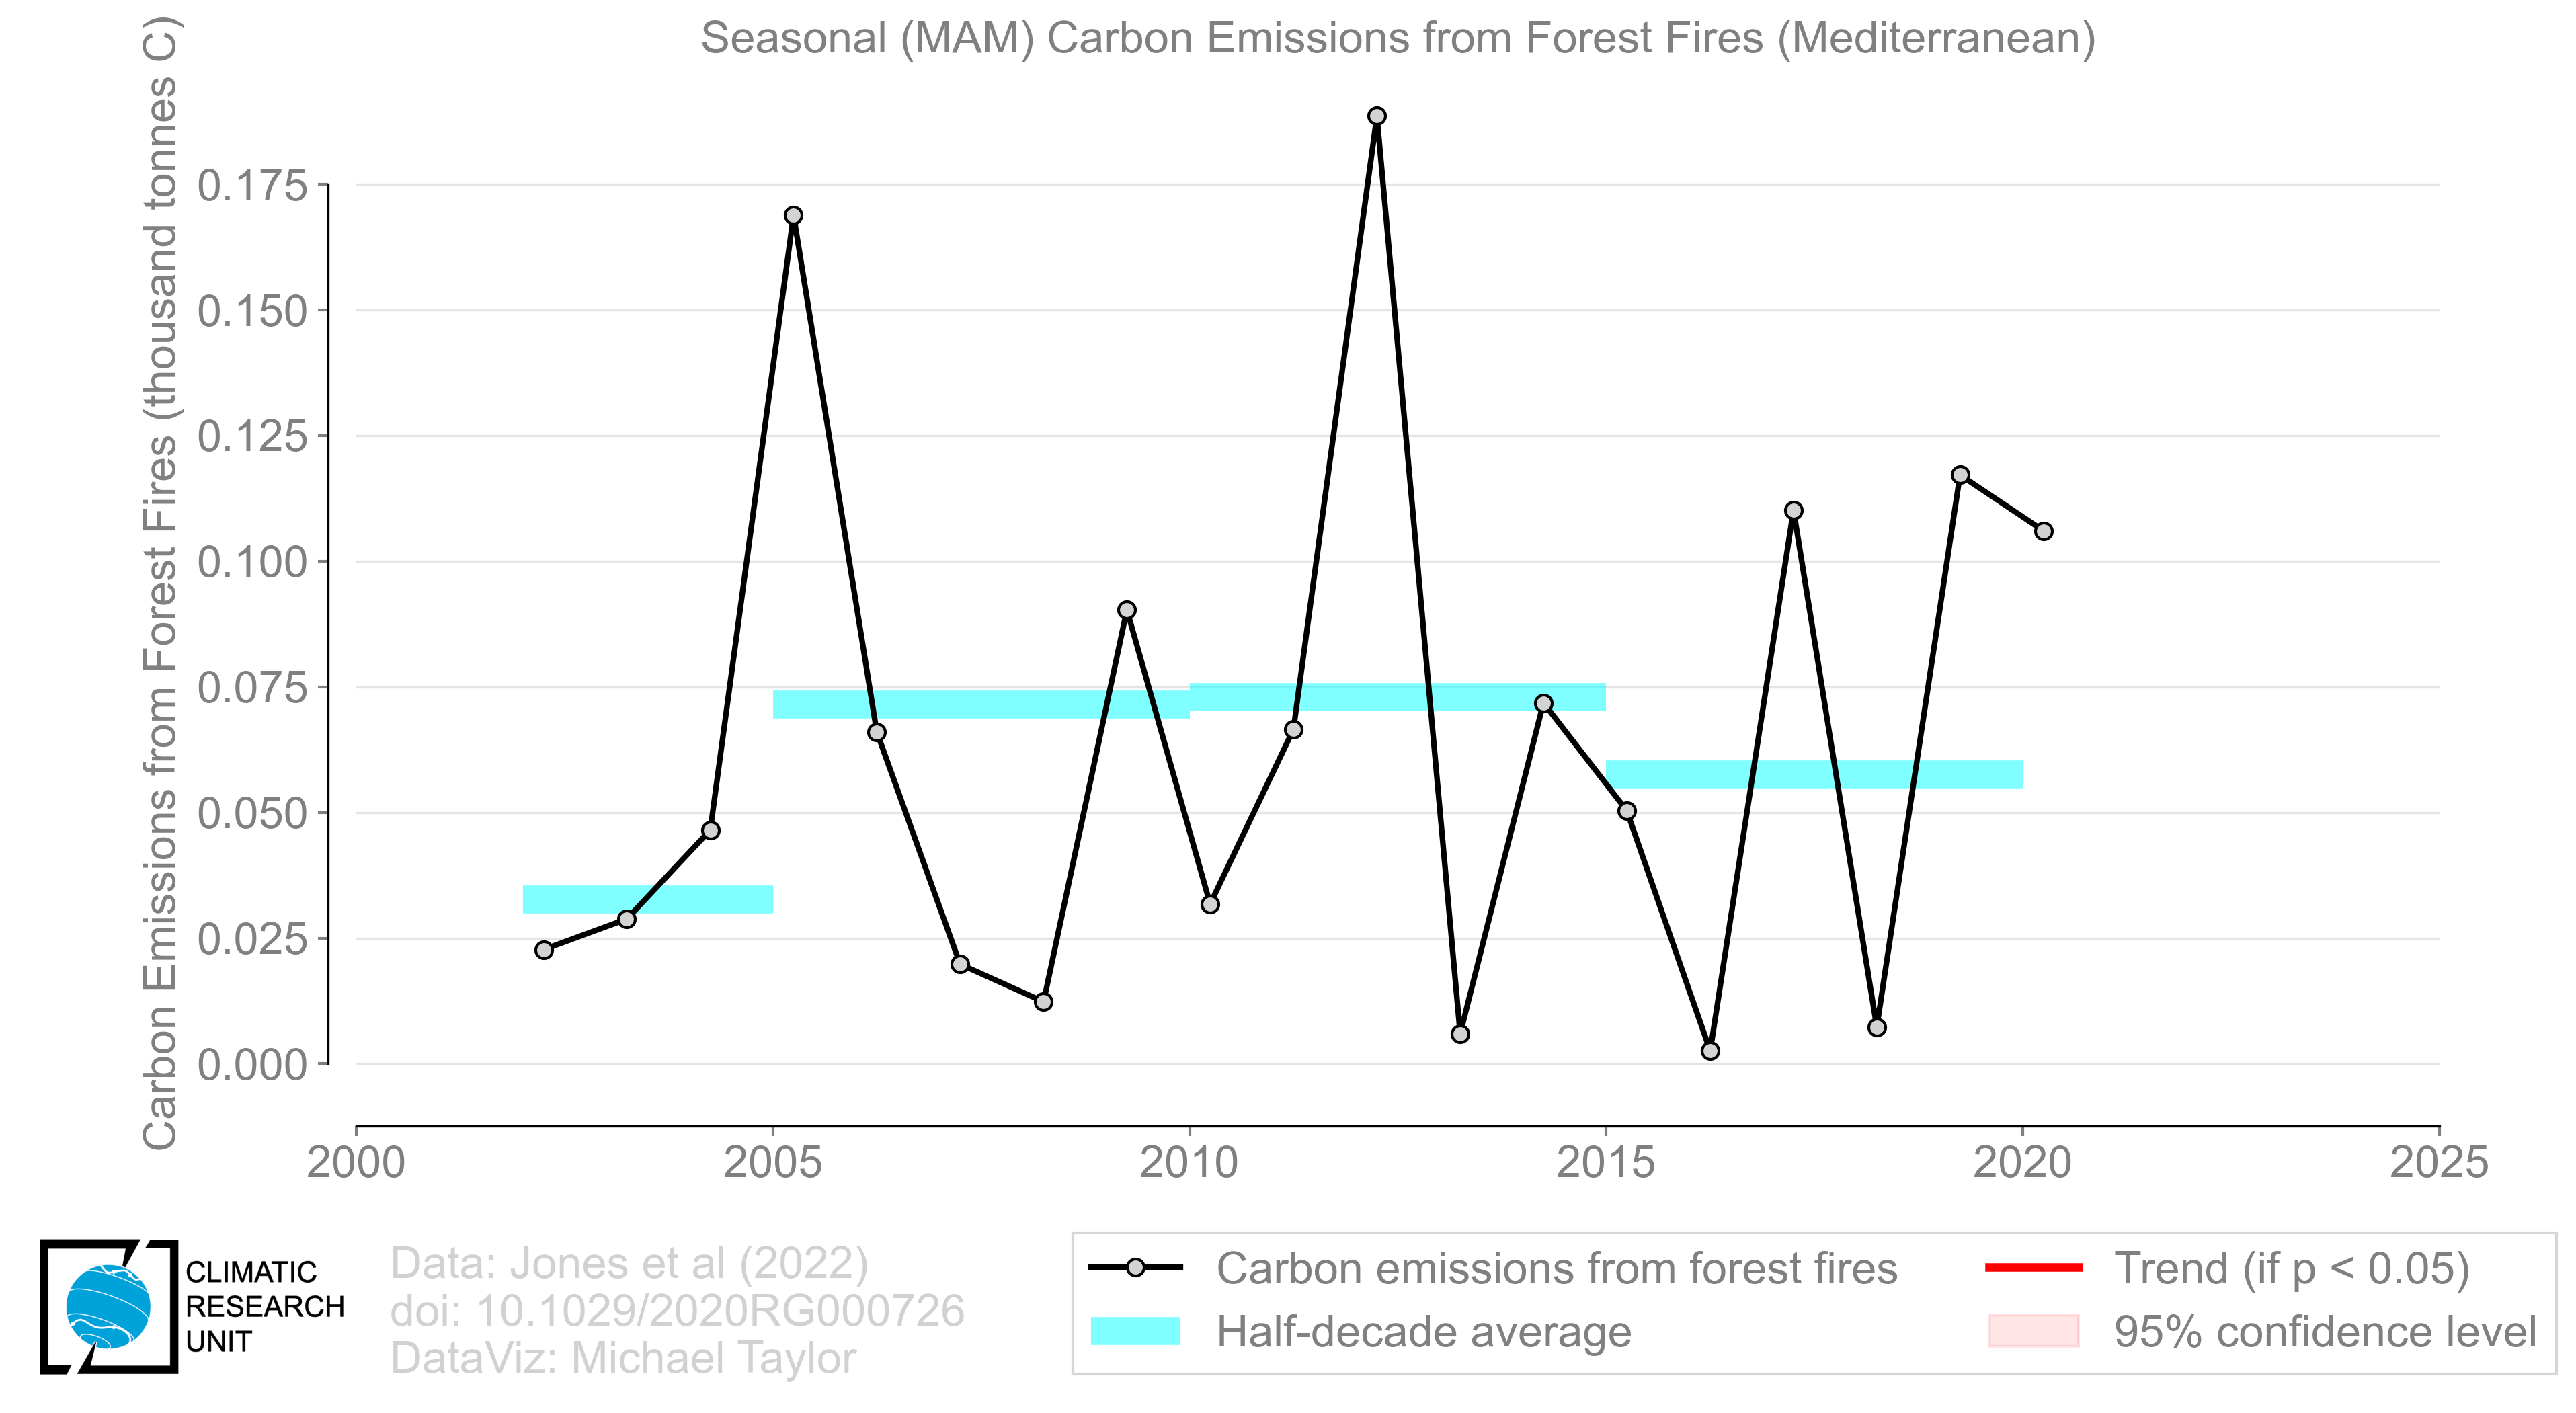 Seasonal (MAM) Carbon Emissions from Forest Fires (Mediterranean)
Carbon Emissions from Forest Fires (thousand tonnes C)
0.175
0.150
0.125
0.100
0.075
0.050
0.025
0.000
2000 2005 2010 2015 2020 2025
CLIMATIC
RESEARCH
UNIT
Data: Jones et al (2022)
doi: 10.1029/2020RG000726
DataViz: Michael Taylor
Carbon emissions from forest fires
Half-decade average
Trend (if p < 0.05)
95% confidence level